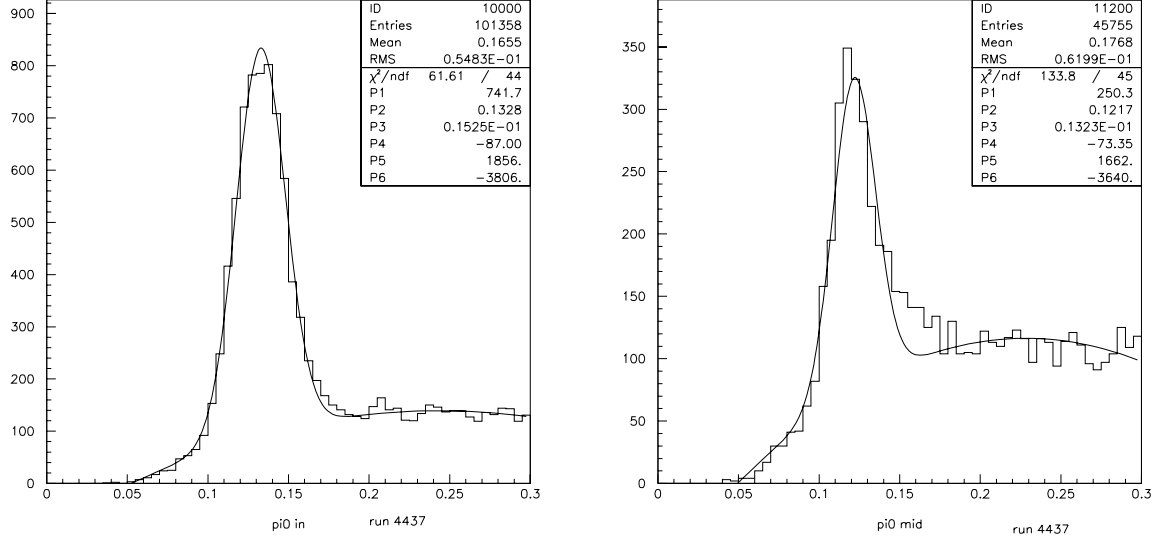 ID 10000
Entries 101358
Mean 0.1655
RMS 0.5483E-01
χ²/ndf 61.61 / 44
P1 741.7
P2 0.1328
P3 0.1525E-01
P4 -87.00
P5 1856.
P6 -3806.
900
800
700
600
500
400
300
200
100
0
0 0.05 0.1 0.15 0.2 0.25 0.3
pi0 in run 4437
ID 11200
Entries 45755
Mean 0.1768
RMS 0.6199E-01
χ²/ndf 133.8 / 45
P1 250.3
P2 0.1217
P3 0.1323E-01
P4 -73.35
P5 1662.
P6 -3640.
350
300
250
200
150
100
50
0
0 0.05 0.1 0.15 0.2 0.25 0.3
pi0 mid run 4437